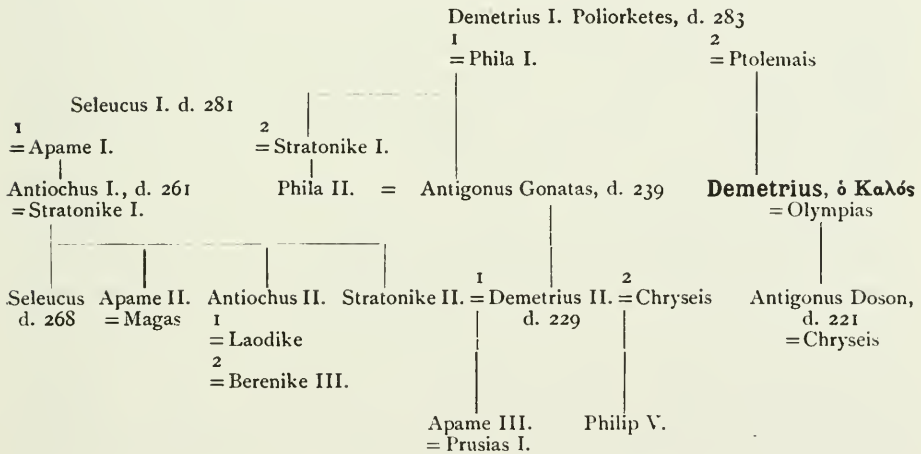 Demetrius I. Poliorketes, d. 283
1 2
= Phila I. = Ptolemais
Seleucus I. d. 281
1 2
= Apame I. = Stratonike I.
Antiochus I., d. 261 Phila II. = Antigonus Gonatas, d. 239 Demetrius, ὁ Καλός
= Stratonike I. = Olympias
1 2
Seleucus Apame II. Antiochus II. Stratonike II. = Demetrius II. = Chryseis Antigonus Doson,
d. 268 = Magas 1 d. 229 d. 221
= Laodike = Chryseis
2
= Berenike III.
Apame III. Philip V.
= Prusias I.